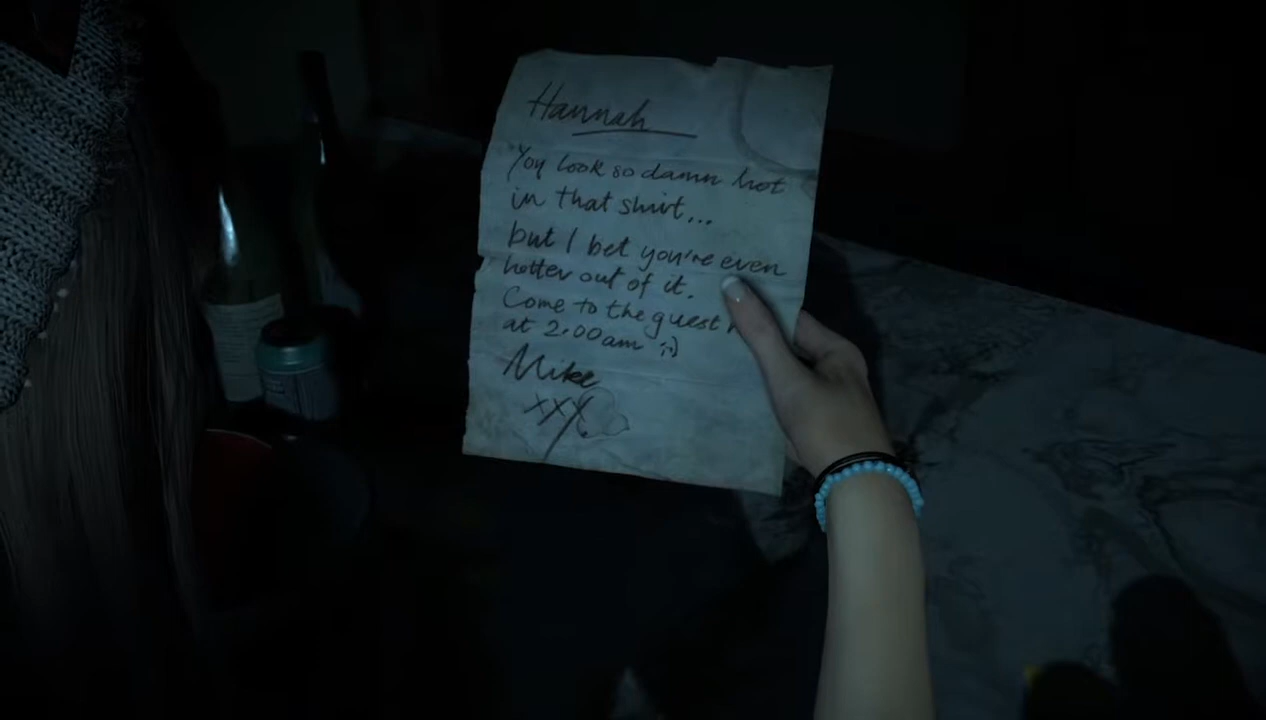 Hannah
You look so damn hot
in that shirt...
but I bet you're even
hotter out of it.
Come to the guest
at 2:00am ;)
Mike
xxx